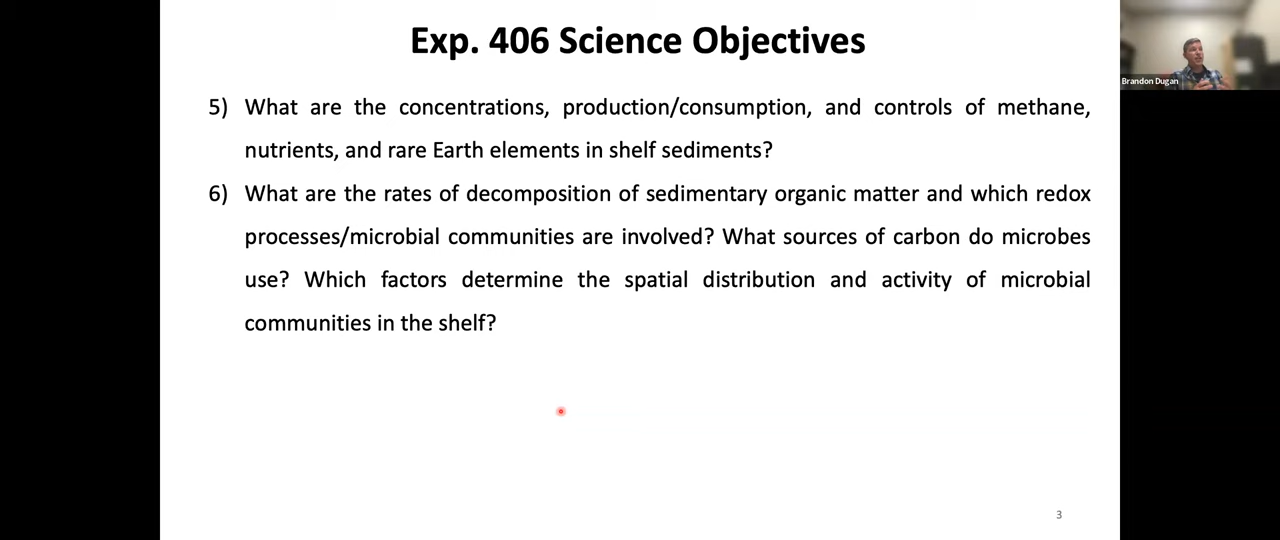 Exp. 406 Science Objectives
Brandon Dugan
5) What are the concentrations, production/consumption, and controls of methane,
nutrients, and rare Earth elements in shelf sediments?
6) What are the rates of decomposition of sedimentary organic matter and which redox
processes/microbial communities are involved? What sources of carbon do microbes
use? Which factors determine the spatial distribution and activity of microbial
communities in the shelf?
3